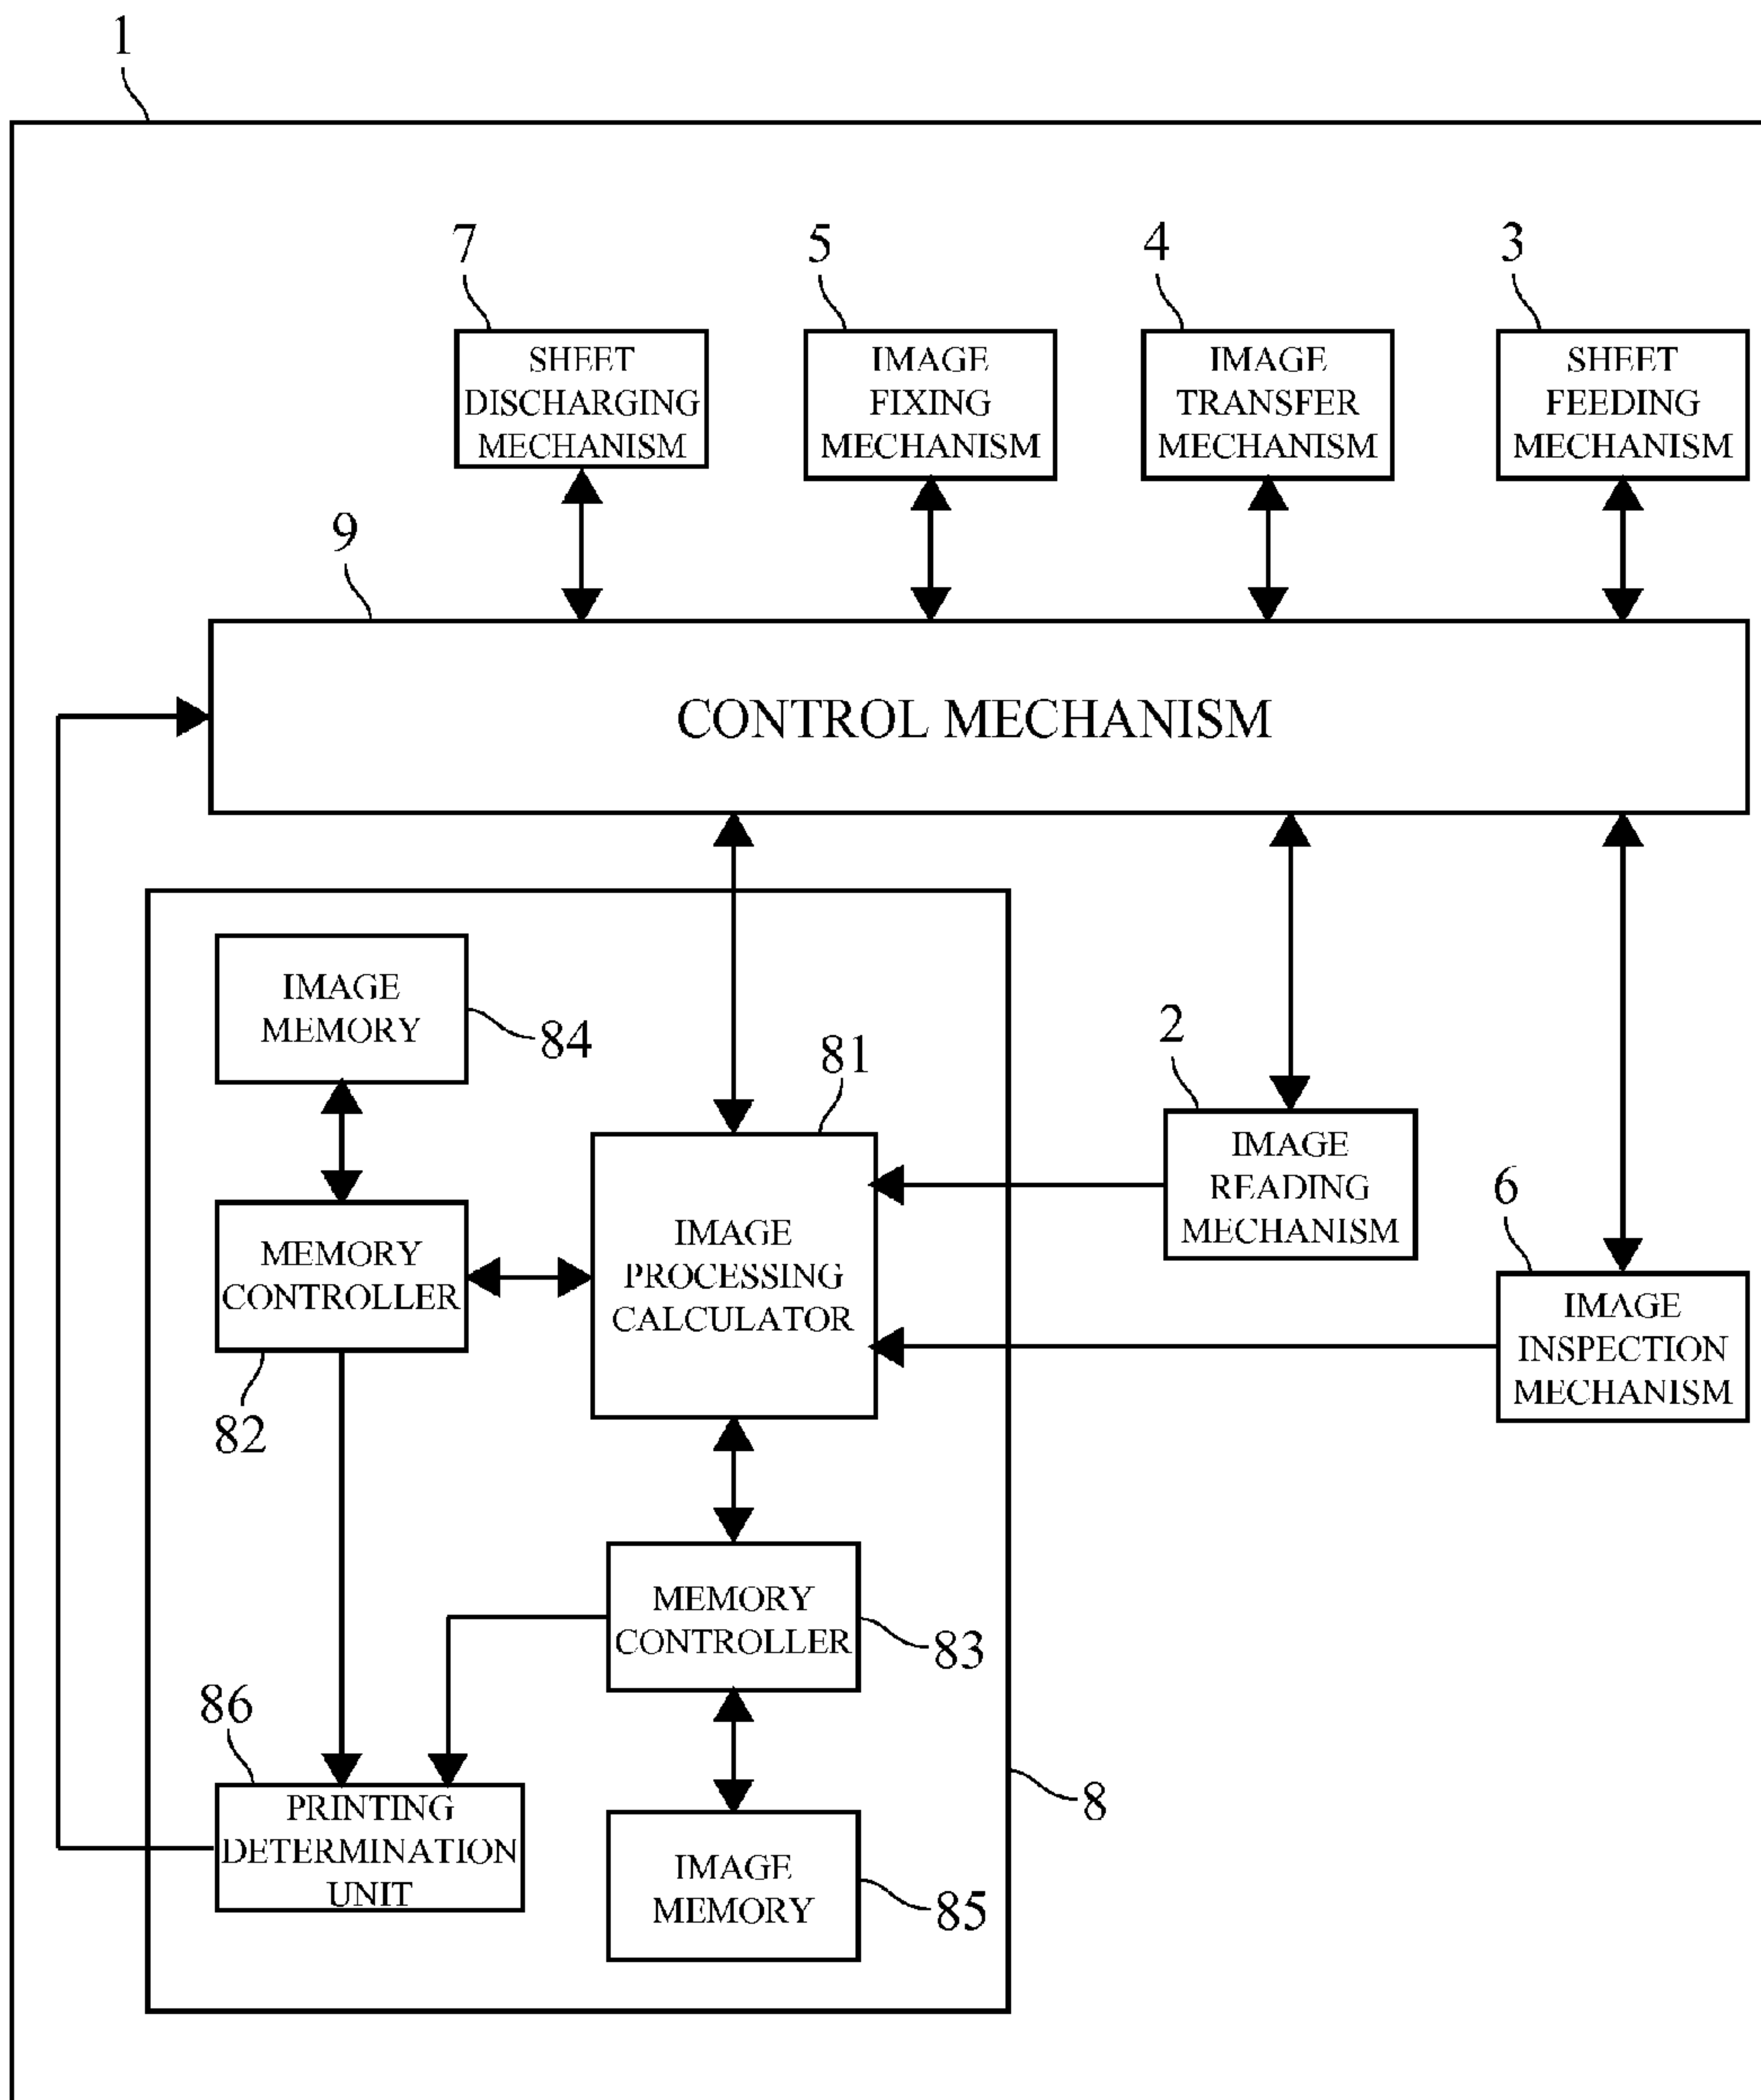 1
7
5
4
3
SHEET
DISCHARGING
MECHANISM
IMAGE
FIXING
MECHANISM
IMAGE
TRANSFER
MECHANISM
SHEET
FEEDING
MECHANISM
9
CONTROL MECHANISM
IMAGE
MEMORY
84
81
2
IMAGE
READING
MECHANISM
6
MEMORY
CONTROLLER
82
IMAGE
PROCESSING
CALCULATOR
IMAGE
INSPECTION
MECHANISM
MEMORY
CONTROLLER
83
86
PRINTING
DETERMINATION
UNIT
8
IMAGE
MEMORY
85